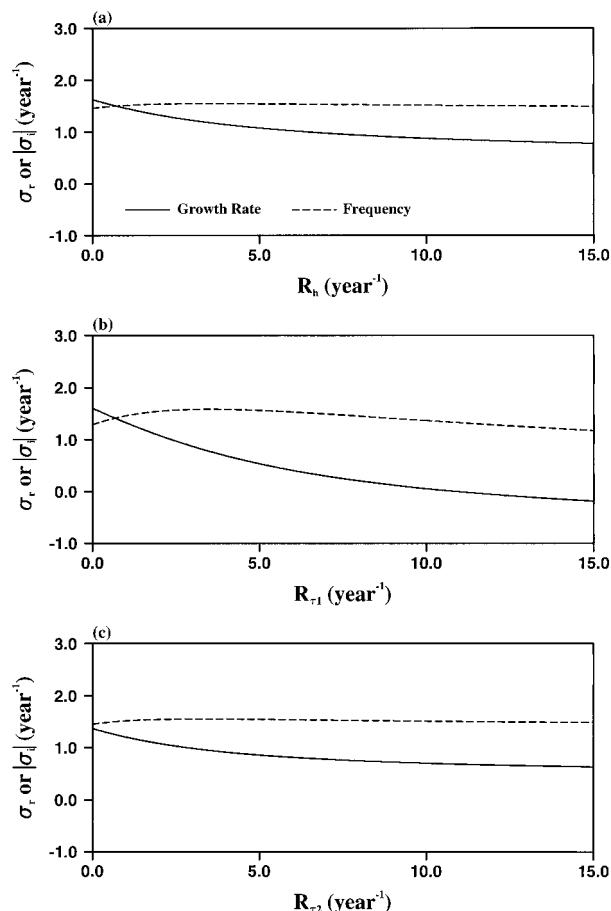 (a)
3.0
2.0
1.0
0.0
-1.0
σr or |σi| (year-1)
Growth Rate
Frequency
0.0 5.0 10.0 15.0
Rh (year-1)
(b)
3.0
2.0
1.0
0.0
-1.0
σr or |σi| (year-1)
0.0 5.0 10.0 15.0
Rτ1 (year-1)
(c)
3.0
2.0
1.0
0.0
-1.0
σr or |σi| (year-1)
0.0 5.0 10.0 15.0
Rτ2 (year-1)